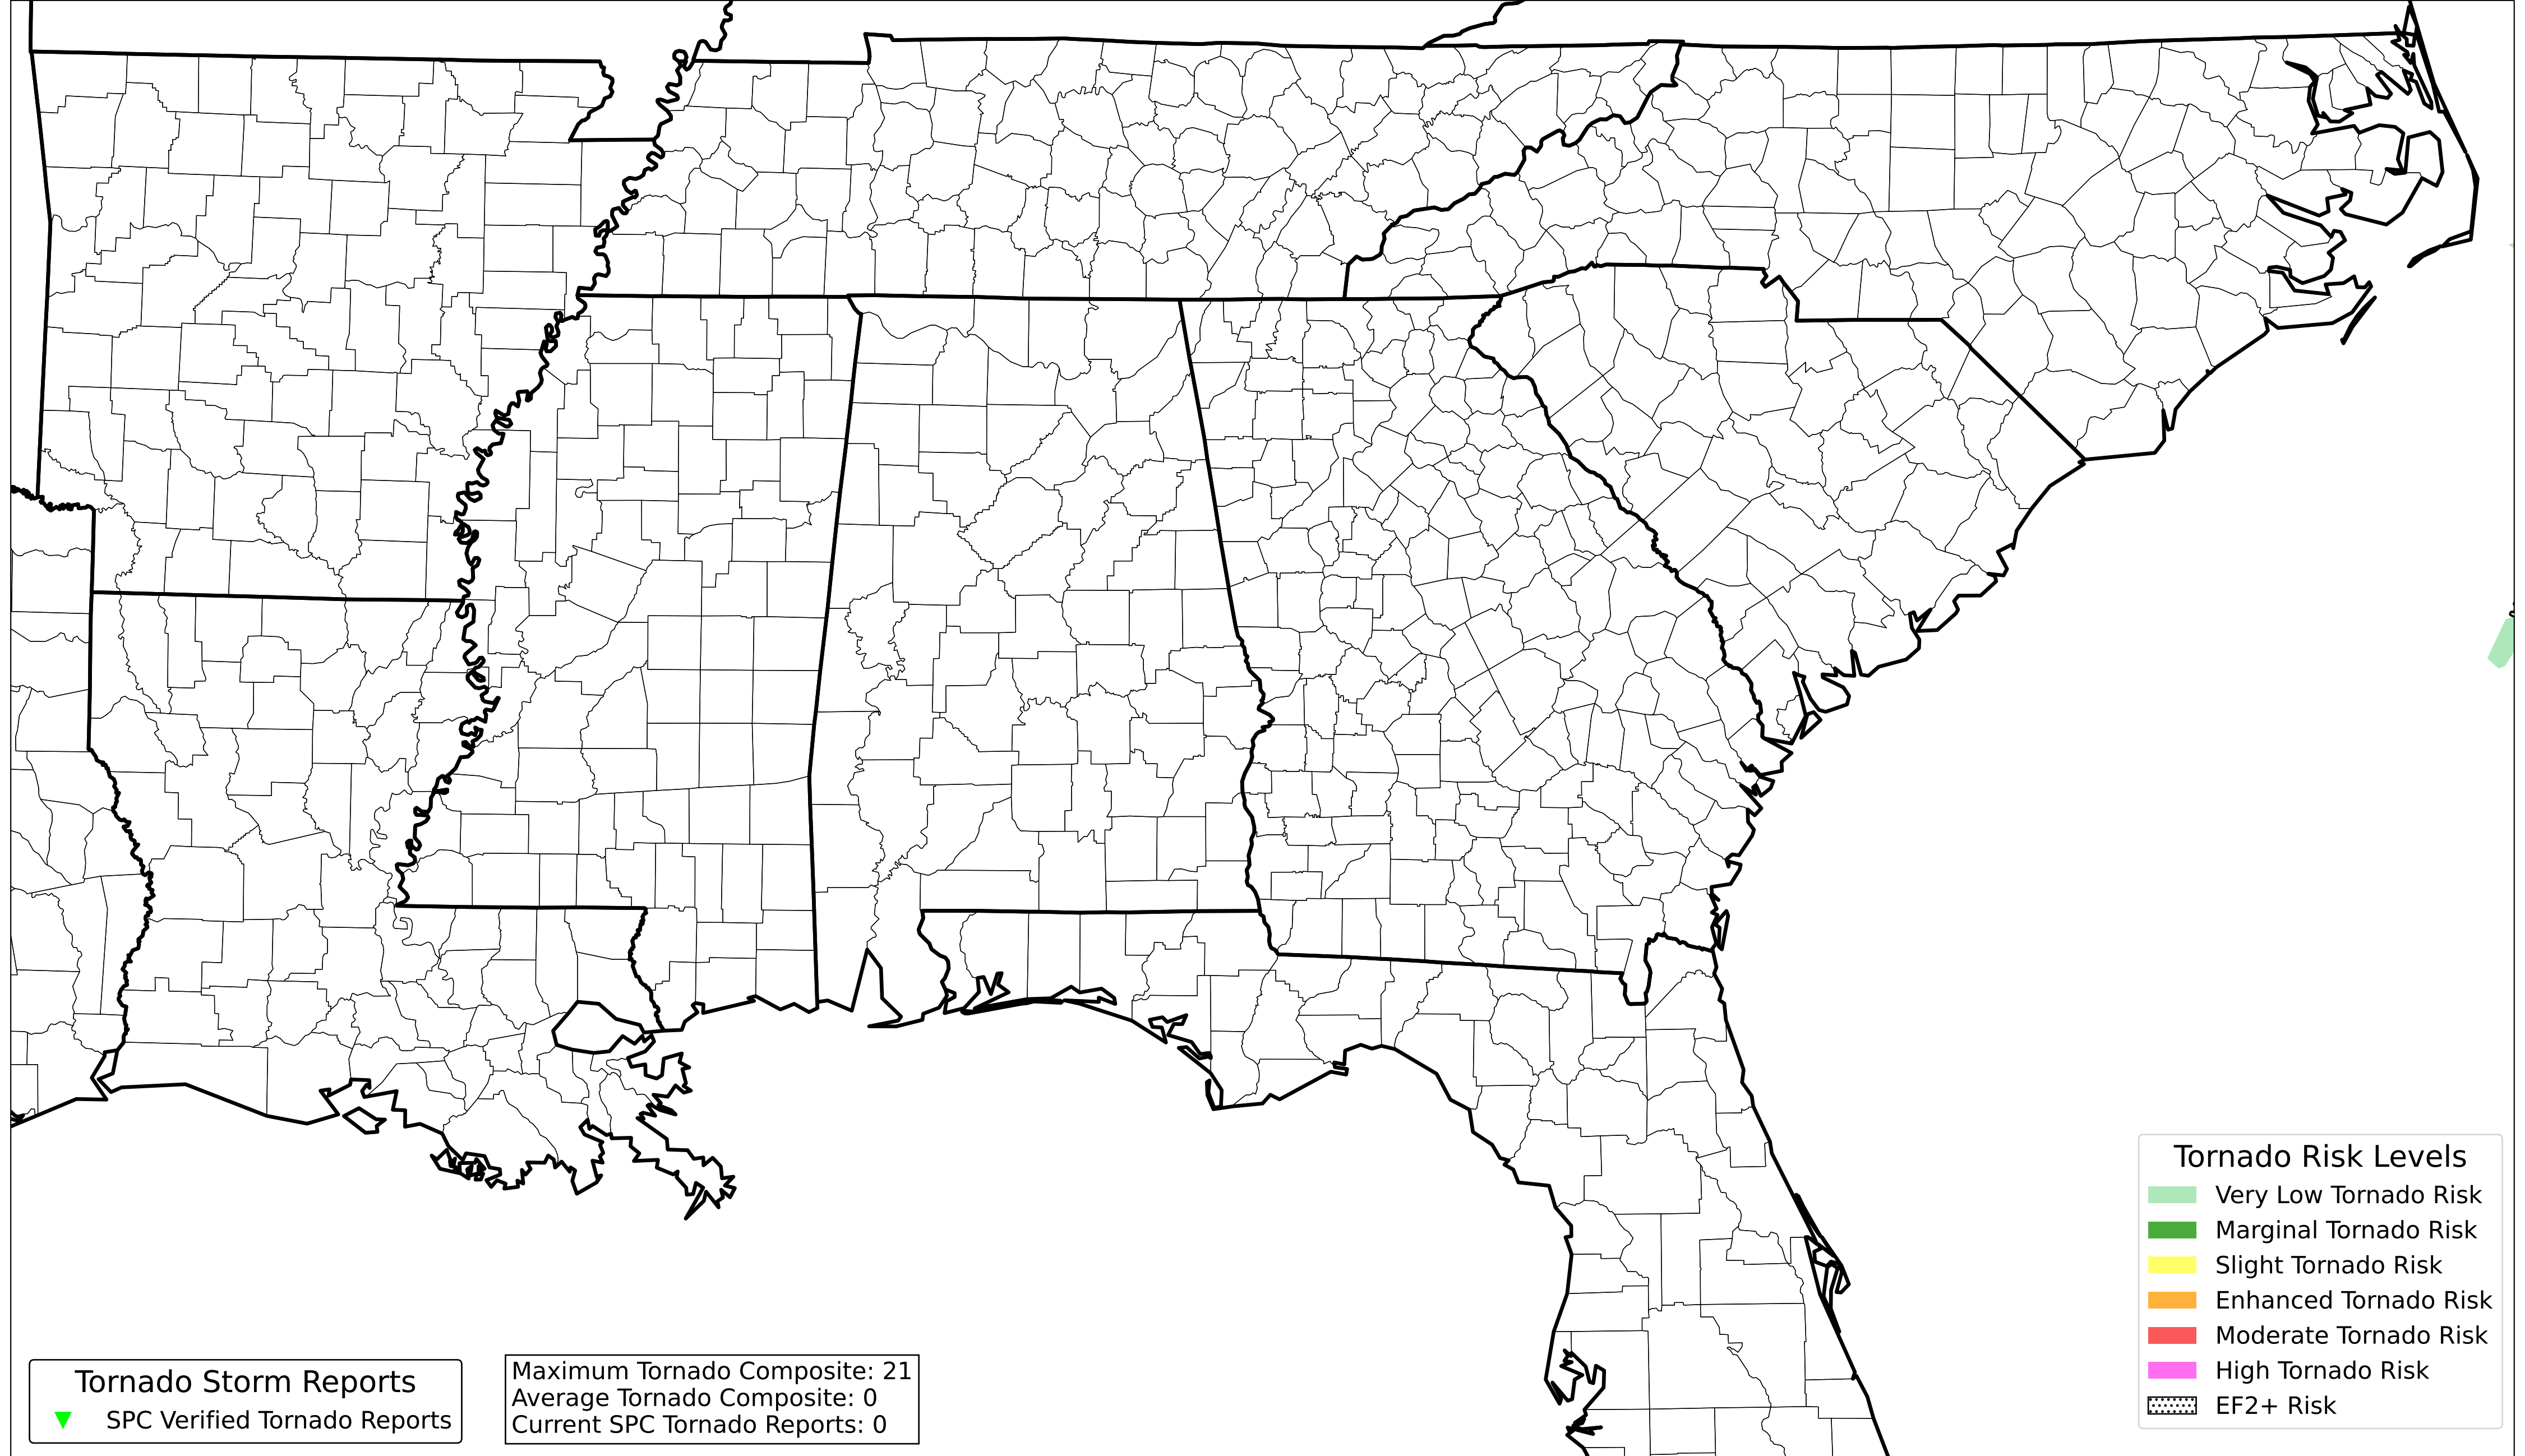 Tornado Storm Reports
SPC Verified Tornado Reports
Maximum Tornado Composite: 21
Average Tornado Composite: 0
Current SPC Tornado Reports: 0
Tornado Risk Levels
Very Low Tornado Risk
Marginal Tornado Risk
Slight Tornado Risk
Enhanced Tornado Risk
Moderate Tornado Risk
High Tornado Risk
EF2+ Risk